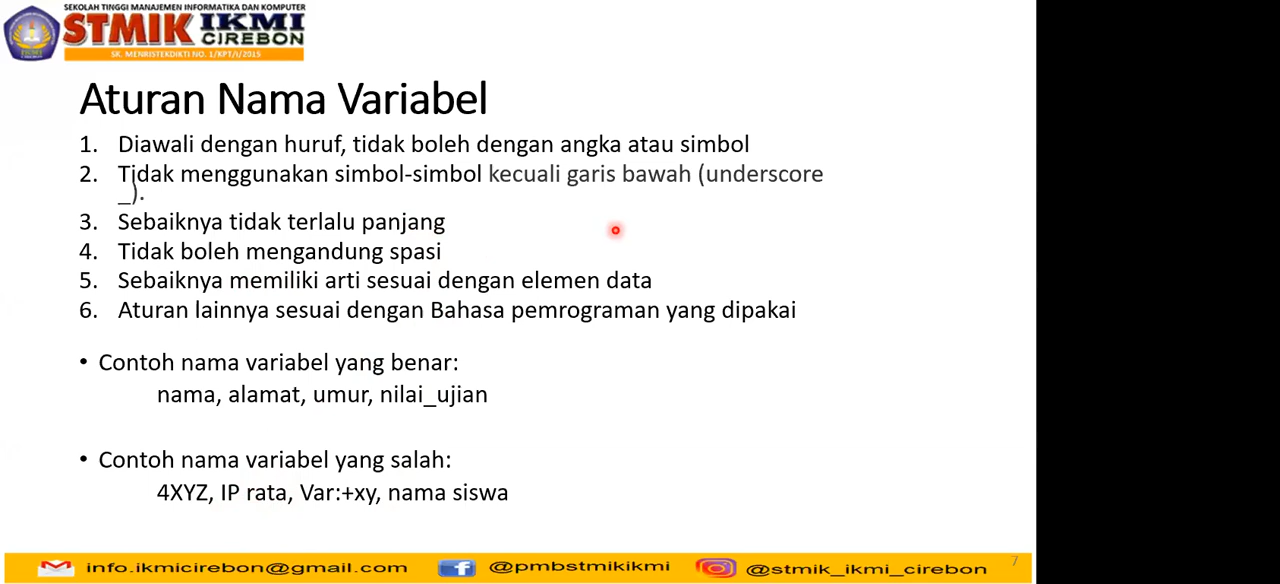 SEKOLAH TINGGI MANAJEMEN INFORMATIKA DAN KOMPUTER
STMIK IKMI
CIREBON
SK. MENRISTEKDIKTI NO. 1/KPT/I/2015
Aturan Nama Variabel
1. Diawali dengan huruf, tidak boleh dengan angka atau simbol
2. Tidak menggunakan simbol-simbol kecuali garis bawah (underscore
_).
3. Sebaiknya tidak terlalu panjang
4. Tidak boleh mengandung spasi
5. Sebaiknya memiliki arti sesuai dengan elemen data
6. Aturan lainnya sesuai dengan Bahasa pemrograman yang dipakai
• Contoh nama variabel yang benar:
nama, alamat, umur, nilai_ujian
• Contoh nama variabel yang salah:
4XYZ, IP rata, Var:+xy, nama siswa
info.ikmicirebon@gmail.com @pmbstmikikmi @stmik_ikmi_cirebon 7